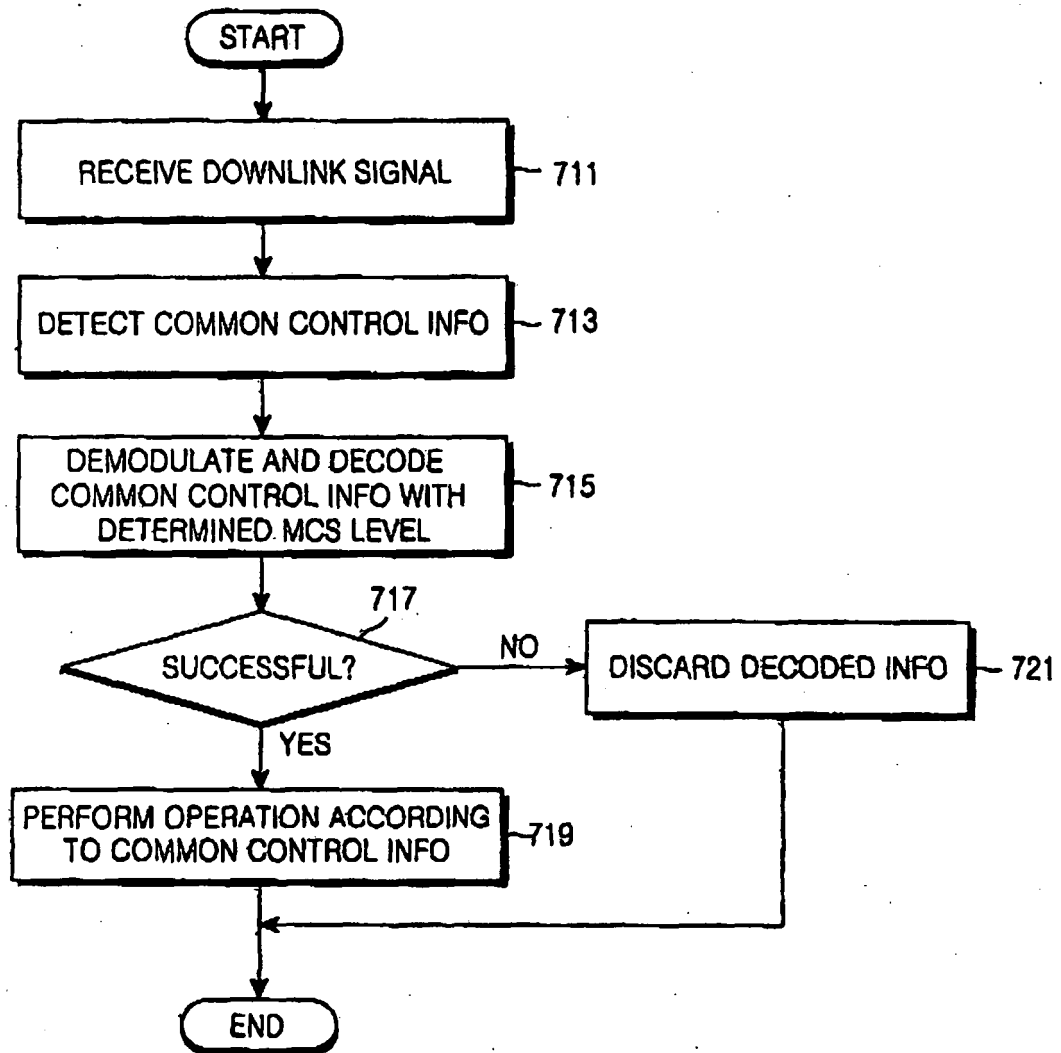 START
RECEIVE DOWNLINK SIGNAL
711
DETECT COMMON CONTROL INFO
713
DEMODULATE AND DECODE
COMMON CONTROL INFO WITH
DETERMINED MCS LEVEL
715
717
SUCCESSFUL?
NO
DISCARD DECODED INFO
721
YES
PERFORM OPERATION ACCORDING
TO COMMON CONTROL INFO
719
END